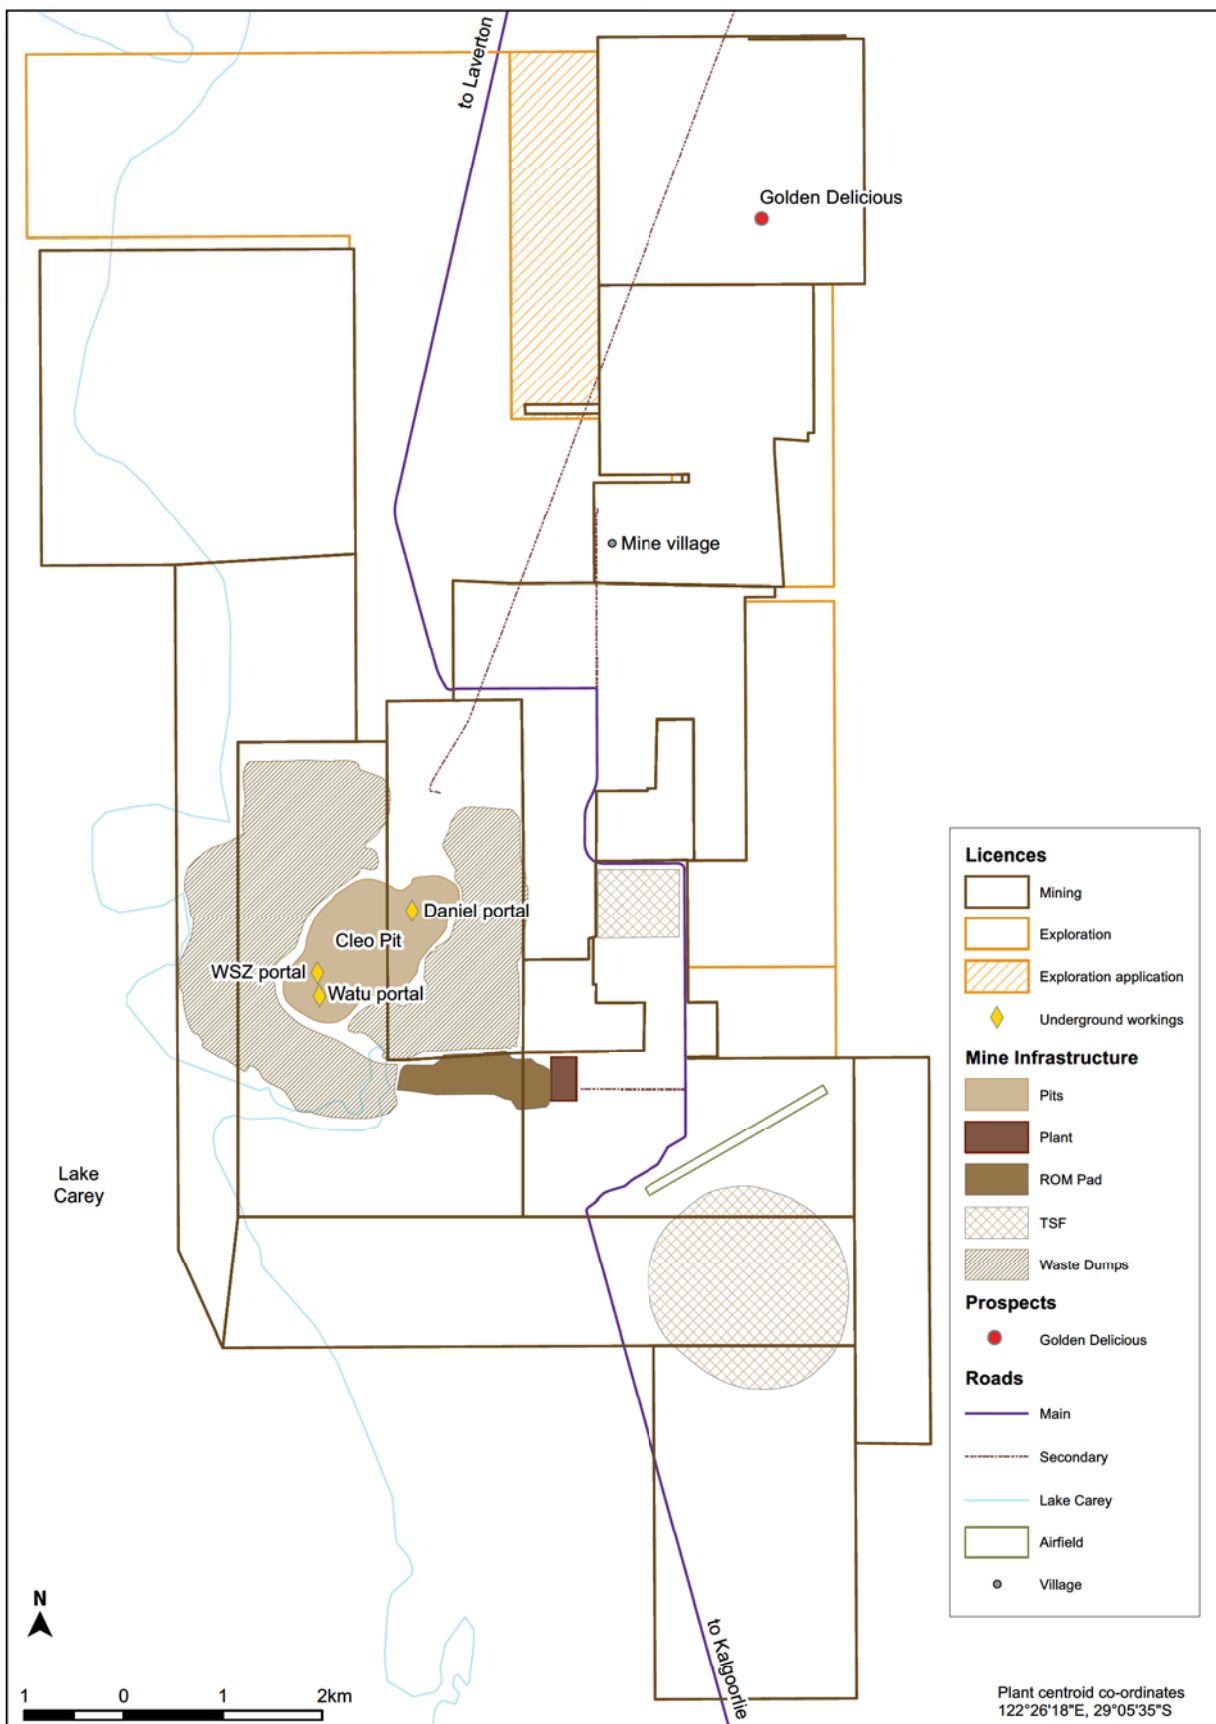 to Laverton
Golden Delicious
Mine village
Daniel portal
Cleo Pit
WSZ portal
Watu portal
Lake
Carey
to Kalgoorlie
N
1 0 1 2km
Licences
Mining
Exploration
Exploration application
Underground workings
Mine Infrastructure
Pits
Plant
ROM Pad
TSF
Waste Dumps
Prospects
Golden Delicious
Roads
Main
Secondary
Lake Carey
Airfield
Village
Plant centroid co-ordinates
122°26'18"E, 29°05'35"S